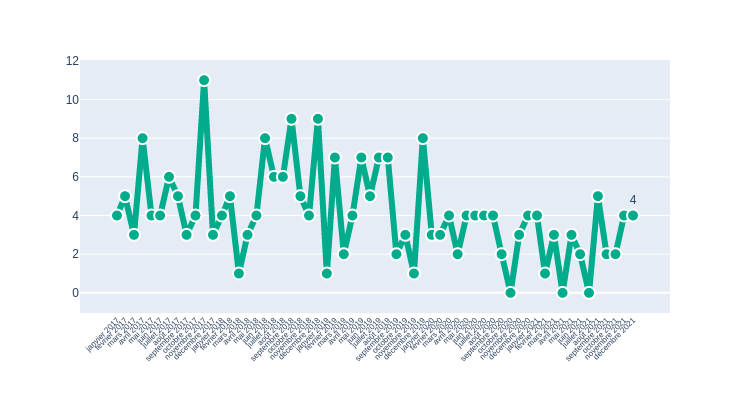 12
10
8
6
4
2
0
4
janvier 2017
février 2017
mars 2017
avril 2017
mai 2017
juin 2017
juillet 2017
août 2017
septembre 2017
octobre 2017
novembre 2017
décembre 2017
janvier 2018
février 2018
mars 2018
avril 2018
mai 2018
juin 2018
juillet 2018
août 2018
septembre 2018
octobre 2018
novembre 2018
décembre 2018
janvier 2019
février 2019
mars 2019
avril 2019
mai 2019
juin 2019
juillet 2019
août 2019
septembre 2019
octobre 2019
novembre 2019
décembre 2019
janvier 2020
février 2020
mars 2020
avril 2020
mai 2020
juin 2020
juillet 2020
août 2020
septembre 2020
octobre 2020
novembre 2020
décembre 2020
janvier 2021
février 2021
mars 2021
avril 2021
mai 2021
juin 2021
juillet 2021
août 2021
septembre 2021
octobre 2021
novembre 2021
décembre 2021